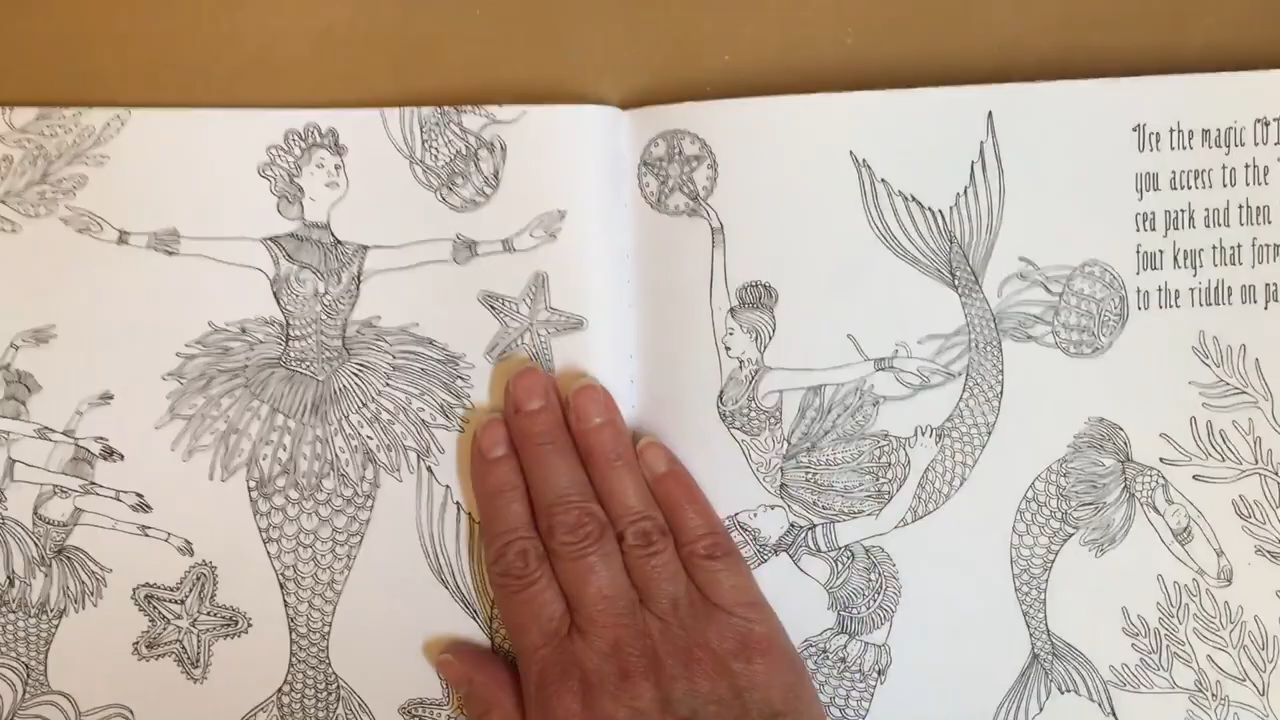 Use the magic
you access to the
sea park and then
four keys that form
to the riddle on